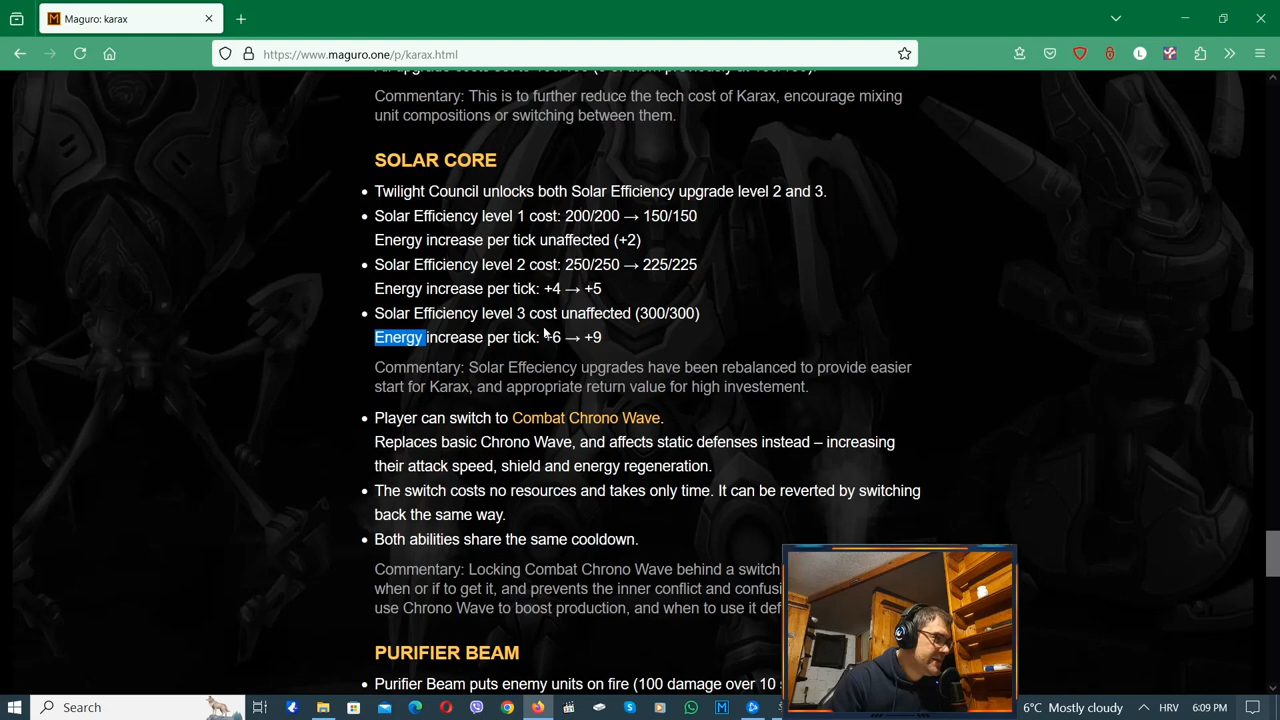 Maguro: karax
https://www.maguro.one/p/karax.html
Commentary: This is to further reduce the tech cost of Karax, encourage mixing
unit compositions or switching between them.
SOLAR CORE
Twilight Council unlocks both Solar Efficiency upgrade level 2 and 3.
Solar Efficiency level 1 cost: 200/200 → 150/150
Energy increase per tick unaffected (+2)
Solar Efficiency level 2 cost: 250/250 → 225/225
Energy increase per tick: +4 → +5
Solar Efficiency level 3 cost unaffected (300/300)
Energy increase per tick: +6 → +9
Commentary: Solar Effeciency upgrades have been rebalanced to provide easier
start for Karax, and appropriate return value for high investement.
Player can switch to Combat Chrono Wave.
Replaces basic Chrono Wave, and affects static defenses instead – increasing
their attack speed, shield and energy regeneration.
The switch costs no resources and takes only time. It can be reverted by switching
back the same way.
Both abilities share the same cooldown.
Commentary: Locking Combat Chrono Wave behind a switch
when or if to get it, and prevents the inner conflict and
use Chrono Wave to boost production, and when to use it
PURIFIER BEAM
Purifier Beam puts enemy units on fire (100 damage over 10
Search
6°C Mostly cloudy
HRV
6:09 PM